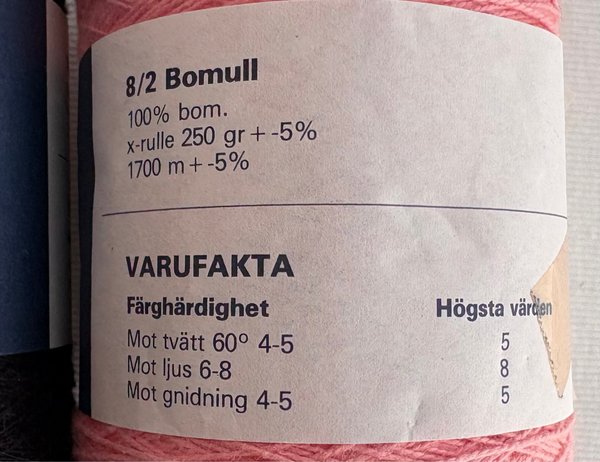 8/2 Bomull
100% bom.
x-rulle 250 gr + -5%
1700 m + -5%
VARUFAKTA
Färghärdighet Högsta värden
Mot tvätt 60° 4-5 5
Mot ljus 6-8 8
Mot gnidning 4-5 5